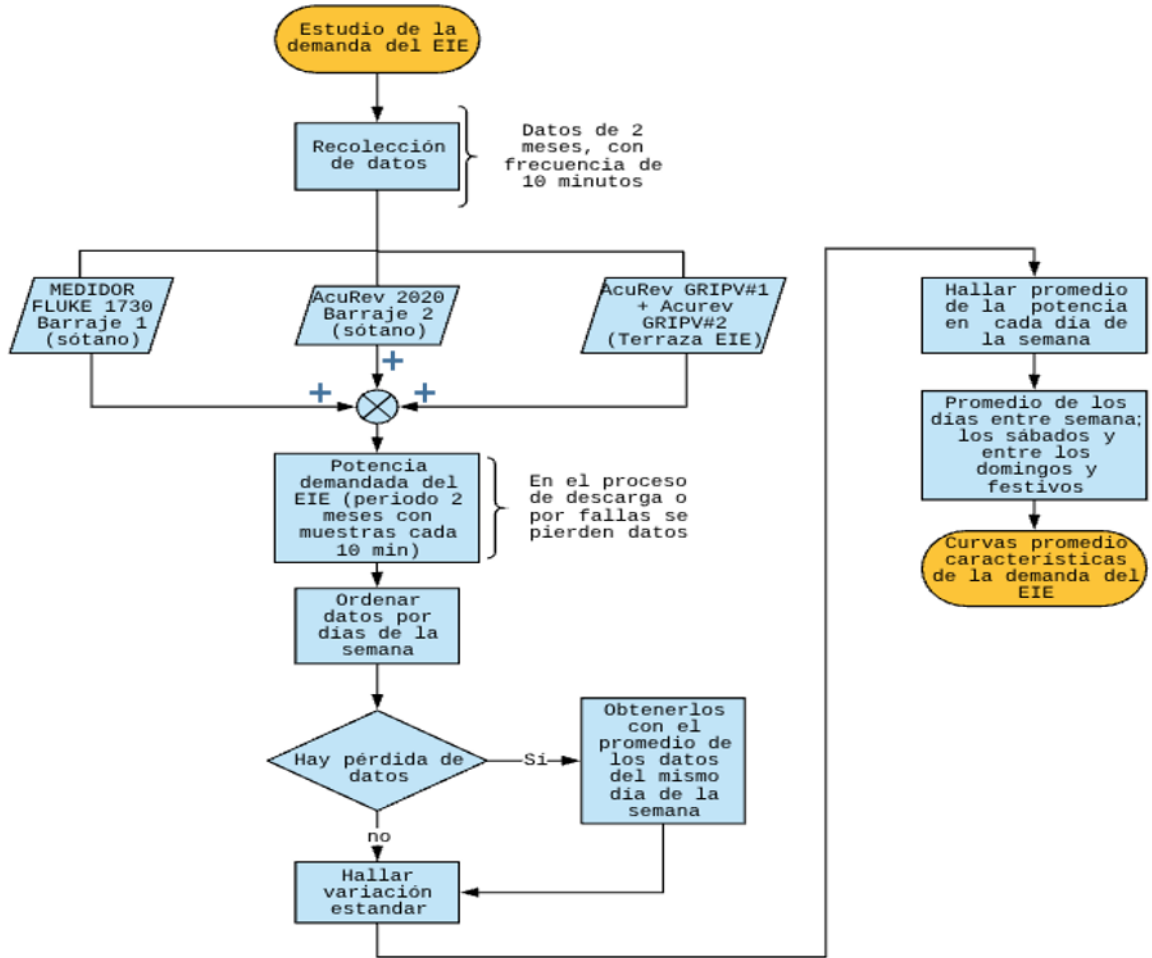 Estudio de la
demanda del EIE
Recolección
de datos
Datos de 2
meses, con
frecuencia de
10 minutos
MEDIDOR
FLUKE 1730
Barraje 1
(sótano)
AcuRev 2020
Barraje 2
(sótano)
AcuRev GRIPV#1
+ Acurev
GRIPV#2
(Terraza EIE)
+
+
+
Potencia
demandada del
EIE (periodo 2
meses con
muestras cada
10 min)
En el proceso
de descarga o
por fallas se
pierden datos
Ordenar
datos por
días de la
semana
Hay pérdida de
datos
Sí
Obtenerlos
con el
promedio de
los datos
del mismo
día de la
semana
no
Hallar
variación
estandar
Hallar promedio
de la potencia
en cada día de
la semana
Promedio de los
días entre semana;
los sábados y
entre los
domingos y
festivos
Curvas promedio
características
de la demanda del
EIE